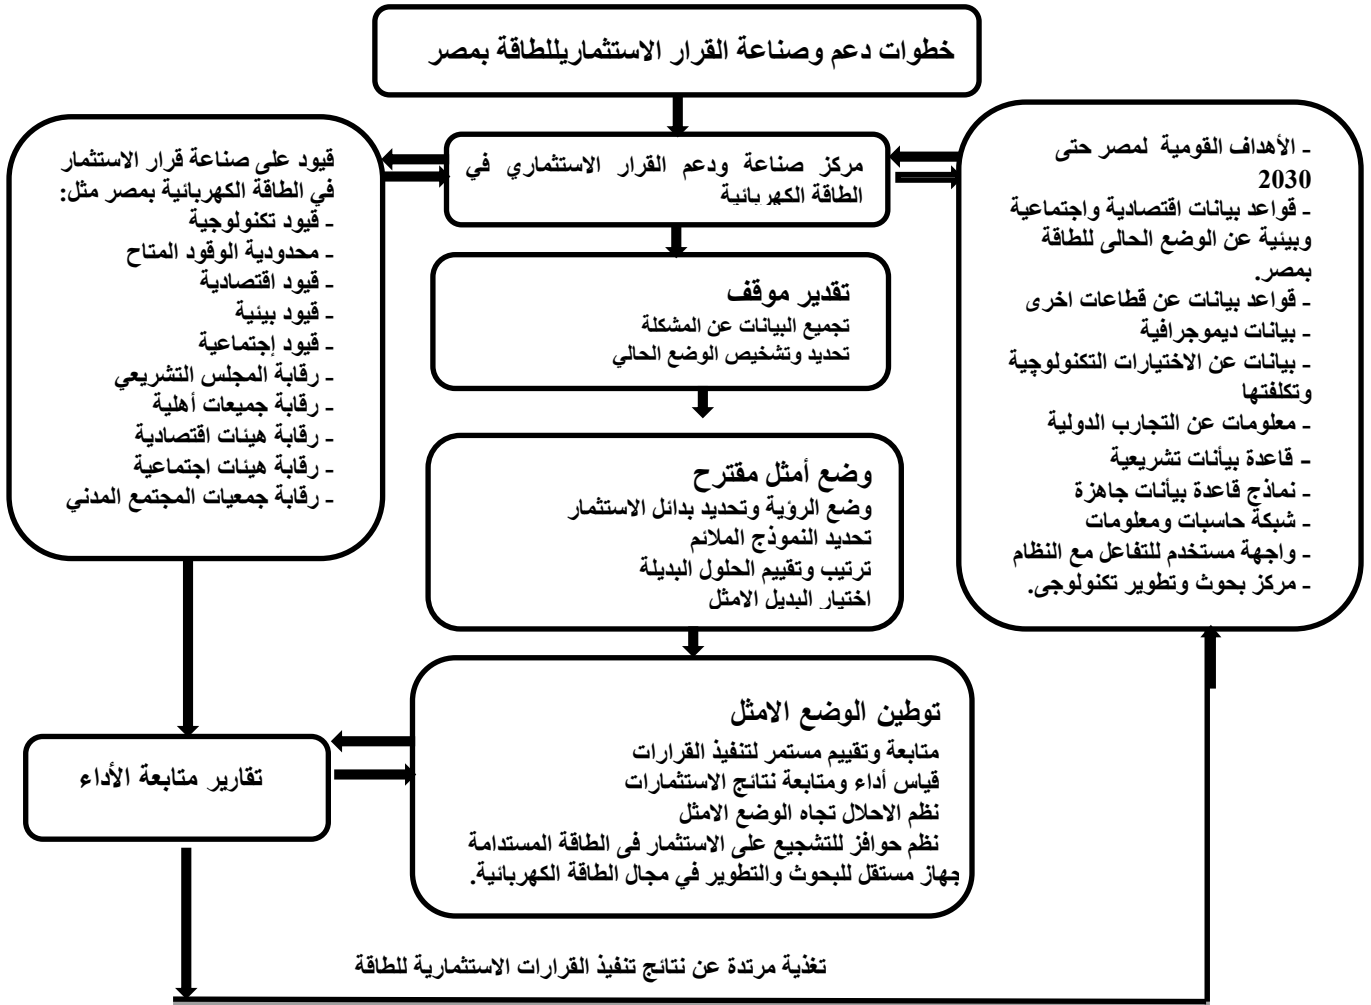 خطوات دعم وصناعة القرار الاستثماريللطاقة بمصر
- الأهداف القومية لمصر حتى
2030
- قواعد بيانات اقتصادية واجتماعية
وبيئية عن الوضع الحالى للطاقة
بمصر.
- قواعد بيانات عن قطاعات اخرى
- بيانات ديموجرافية
- بيانات عن الاختيارات التكنولوچية
وتكلفتها
- معلومات عن التجارب الدولية
- قاعدة بيأنات تشريعية
- نماذج قاعدة بيأنات جاهزة
- شبكة حاسبات ومعلومات
- واجهة مستخدم للتفاعل مع النظام
- مركز بحوث وتطوير تكنولوجى.
مركز صناعة ودعم القرار الاستثماري في
الطاقة الكهربائية
قيود على صناعة قرار الاستثمار
في الطاقة الكهربائية بمصر مثل:
- قيود تكنولوجية
- محدودية الوقود المتاح
- قيود اقتصادية
- قيود بيئية
- قيود إجتماعية
- رقابة المجلس التشريعي
- رقابة جميعات أهلية
- رقابة هيئات اقتصادية
- رقابة هيئات اجتماعية
- رقابة جمعيات المجتمع المدني
تقدير موقف
تجميع البيانات عن المشكلة
تحديد وتشخيص الوضع الحالي
وضع أمثل مقترح
وضع الرؤية وتحديد بدائل الاستثمار
تحديد النموذج الملائم
ترتيب وتقييم الحلول البديلة
اختيار البديل الامثل
توطين الوضع الامثل
متابعة وتقييم مستمر لتنفيذ القرارات
قياس أداء ومتابعة نتائج الاستثمارات
نظم الاحلال تجاه الوضع الامثل
نظم حوافز للتشجيع على الاستثمار فى الطاقة المستدامة
جهاز مستقل للبحوث والتطوير في مجال الطاقة الكهربائية.
تقارير متابعة الأداء
تغذية مرتدة عن نتائج تنفيذ القرارات الاستثمارية للطاقة